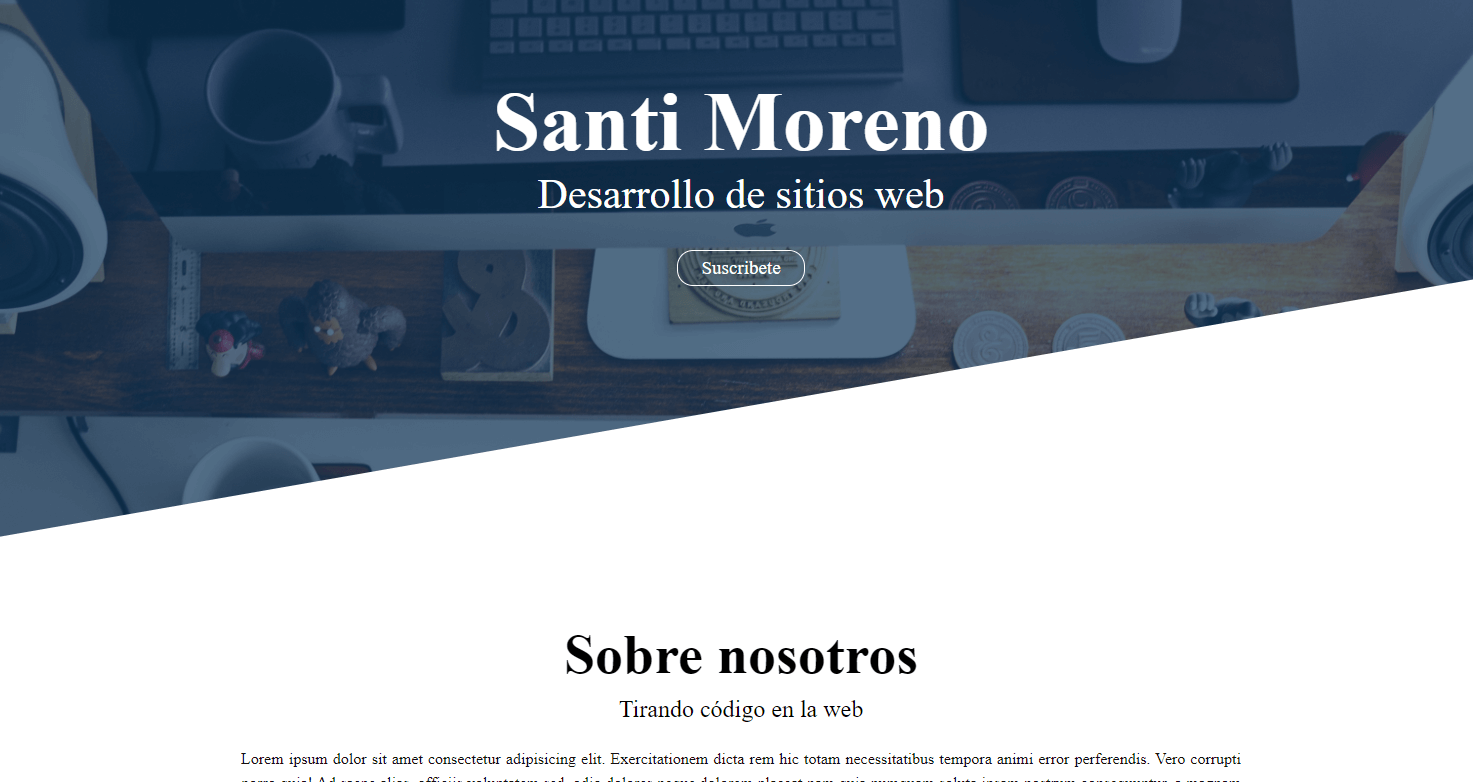 Santi Moreno
Desarrollo de sitios web
Suscribete
Sobre nosotros
Tirando código en la web
Lorem ipsum dolor sit amet consectetur adipisicing elit. Exercitationem dicta rem hic totam necessitatibus tempora animi error perferendis. Vero corrupti